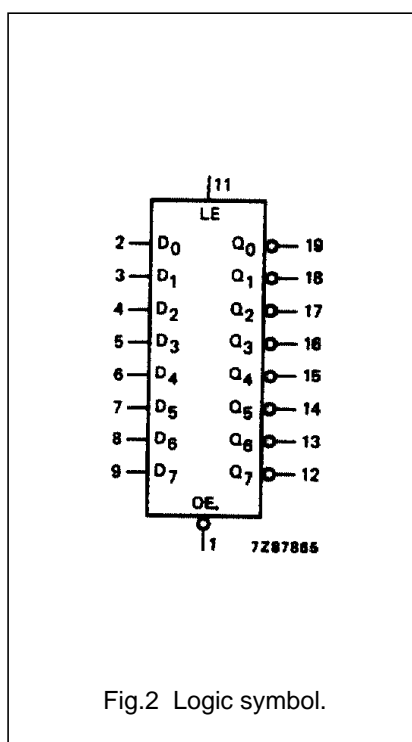 11
LE
2 D0 Q0 19
3 D1 Q1 18
4 D2 Q2 17
5 D3 Q3 16
6 D4 Q4 15
7 D5 Q5 14
8 D6 Q6 13
9 D7 Q7 12
OE.
1 7Z87865
Fig.2 Logic symbol.